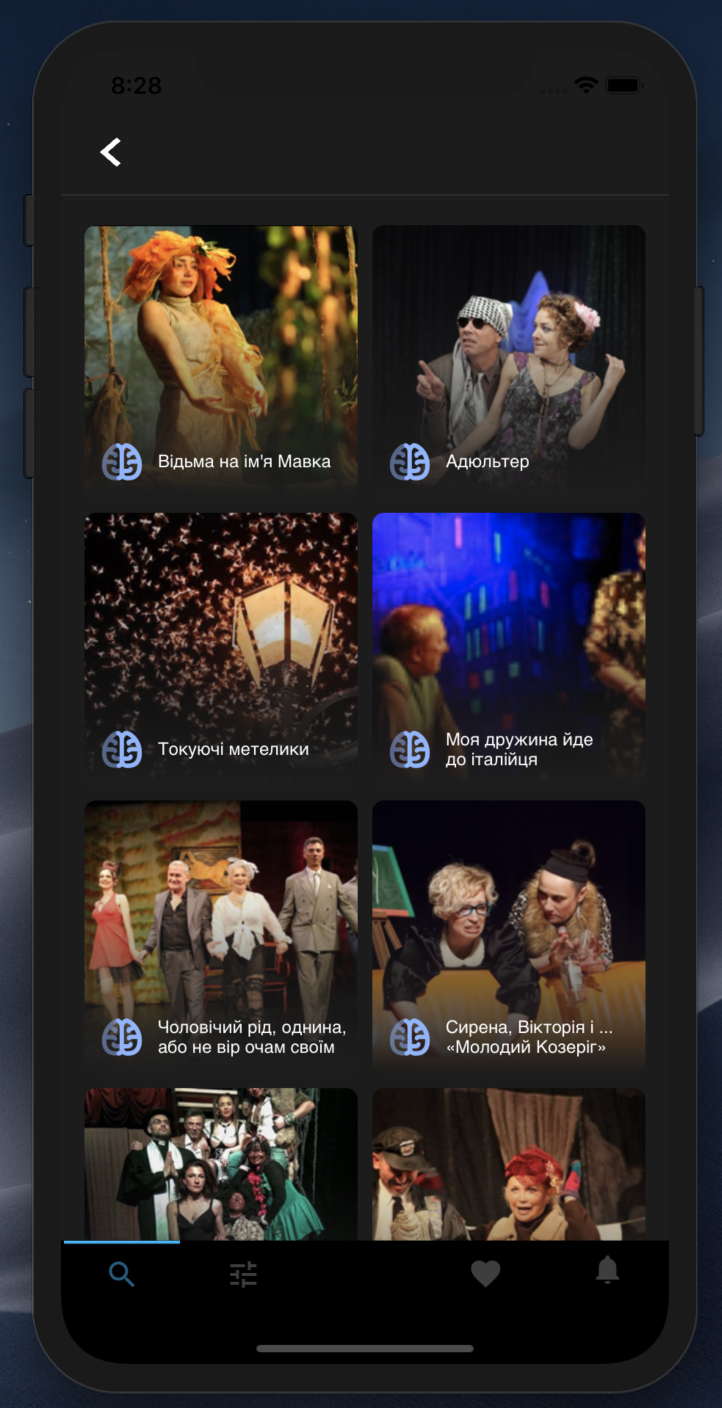 8:28
Відьма на ім'я Мавка
Адюльтер
Токуючі метелики
Моя дружина йде
до італійця
Чоловічий рід, однина,
або не вір очам своїм
Сирена, Вікторія і ...
«Молодий Козеріг»